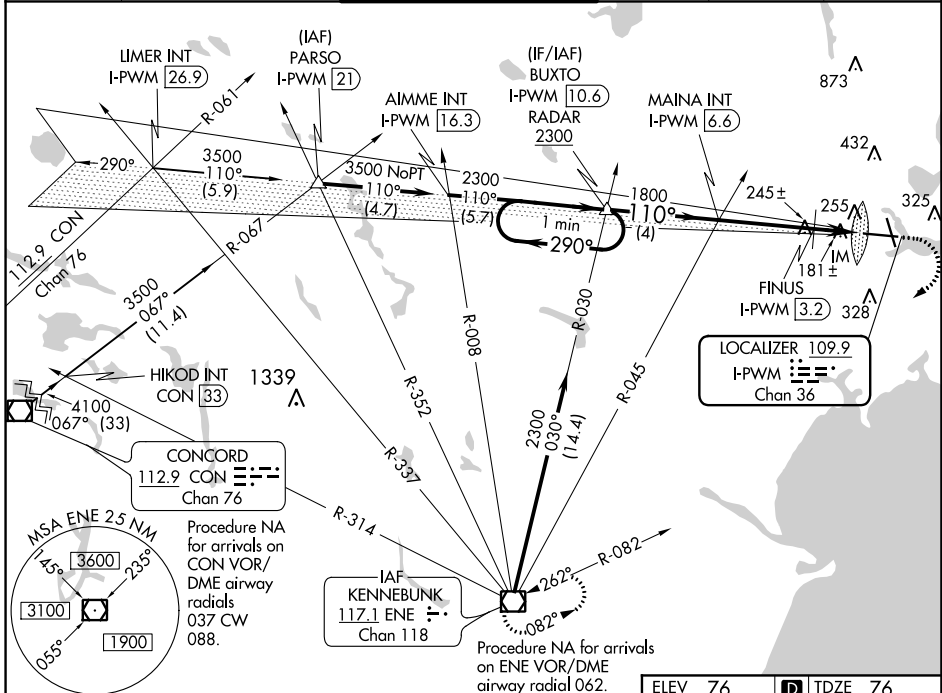 LIMER INT
I-PWM 26.9
R-061
(IAF)
PARSO
I-PWM 21
AIMME INT
I-PWM 16.3
(IF/IAF)
BUXTO
I-PWM 10.6
RADAR
2300
MAINA INT
I-PWM 6.6
873
432
325
290°
3500
110°
(5.9)
3500 NoPT
110°
(4.7)
2300
110°
(5.7)
1 min
290°
1800
110°
(4)
245±
255
IM
181±
FINUS
I-PWM 3.2
328
R-067
112.9 CON
Chan 76
3500
067°
(11.4)
HIKOD INT
CON 33
1339
4100
067° (33)
CONCORD
112.9 CON
Chan 76
R-337
R-352
R-008
R-030
R-045
2300
030°
(14.4)
LOCALIZER 109.9
I-PWM
Chan 36
R-314
MSA ENE 25 NM
145°
3600
235°
3100
1900
055°
Procedure NA
for arrivals on
CON VOR/
DME airway
radials
037 CW
088.
IAF
KENNEBUNK
117.1 ENE
Chan 118
262°
R-082
082°
Procedure NA for arrivals
on ENE VOR/DME
airway radial 062.
ELEV 76
D
TDZE 76